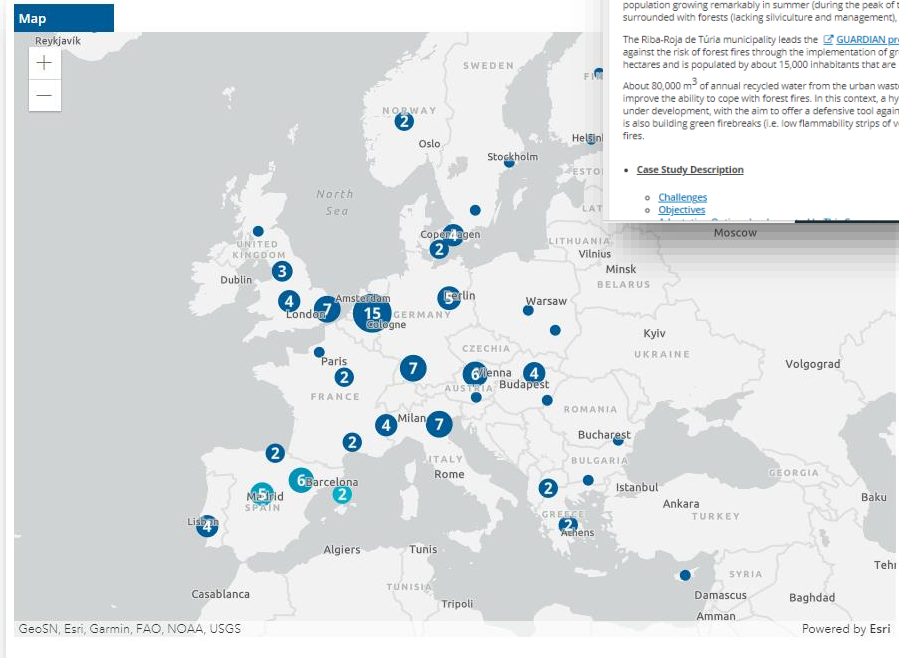 Map
population growing remarkably in summer (during the peak of
surrounded with forests (lacking silviculture and management),
The Riba-Roja de Túria municipality leads the GUARDIAN
against the risk of forest fires through the implementation of
hectares and is populated by about 15,000 inhabitants that are
About 80,000 m3 of annual recycled water from the urban
improve the ability to cope with forest fires. In this context, a
under development, with the aim to offer a defensive tool
is also building green firebreaks (i.e. low flammability strips of
fires.
Case Study Description
Challenges
Objectives
Reykjavík
+
−
SWEDEN
NORWAY
2
Oslo
Stockholm
North
Sea
Copenhagen
4
2
LITHUANIA
Vilnius
Moscow
Minsk
BELARUS
UNITED
KINGDOM
Dublin
3
4
London
7
Amsterdam
15
Cologne
GERMANY
Berlin
5
Warsaw
Kyiv
UKRAINE
Volgograd
Paris
2
FRANCE
7
CZECHIA
6
Vienna
AUSTRIA
4
Budapest
ROMANIA
Bucharest
BULGARIA
4
Milan
7
2
2
ITALY
Rome
6
Barcelona
Madrid
5
SPAIN
2
Lisbon
4
2
GREECE
2
Athens
Istanbul
Ankara
TURKEY
GEORGIA
Baku
Algiers
Tunis
TUNISIA
Tripoli
Casablanca
SYRIA
Damascus
Baghdad
Amman
GeoSN, Esri, Garmin, FAO, NOAA, USGS
Powered by Esri